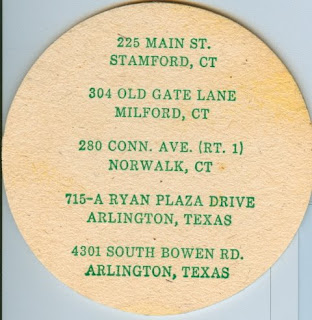 225 MAIN ST.
STAMFORD, CT
304 OLD GATE LANE
MILFORD, CT
280 CONN. AVE. (RT. 1)
NORWALK, CT
715-A RYAN PLAZA DRIVE
ARLINGTON, TEXAS
4301 SOUTH BOWEN RD.
ARLINGTON, TEXAS